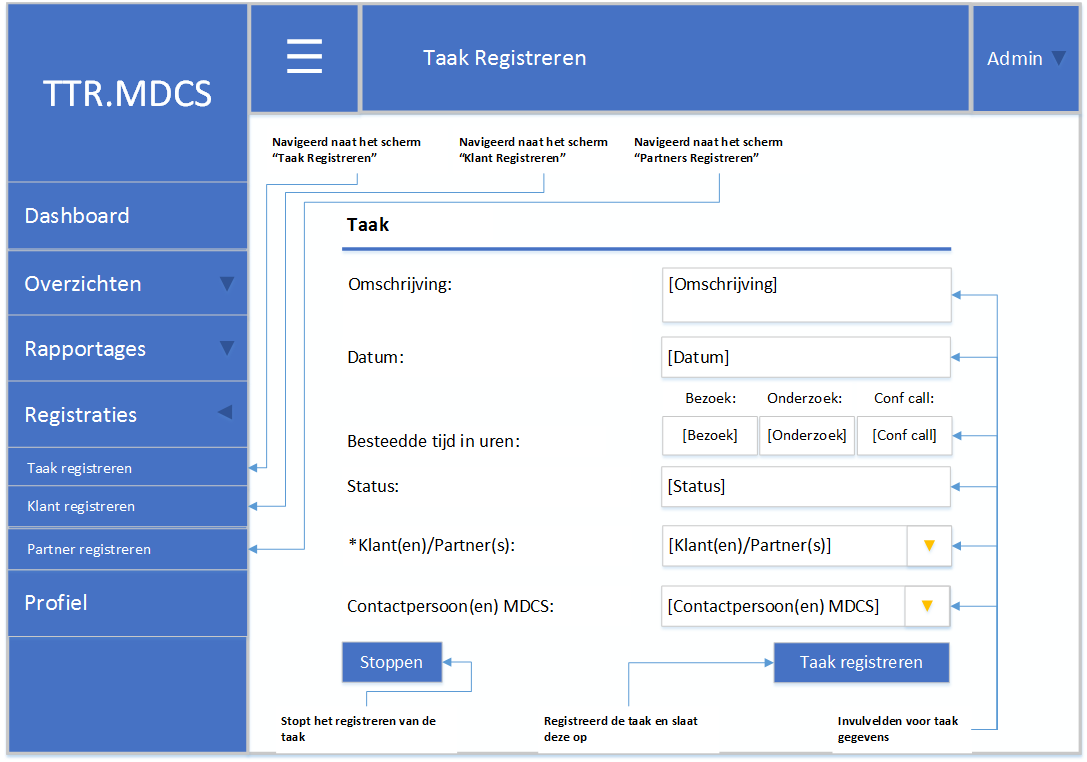 TTR.MDCS
Taak Registreren
Admin
Dashboard
Overzichten
Rapportages
Registraties
Taak registreren
Klant registreren
Partner registreren
Profiel
Navigeerd naat het scherm
“Taak Registreren”
Navigeerd naat het scherm
“Klant Registreren”
Navigeerd naat het scherm
“Partners Registreren”
Taak
Omschrijving:
[Omschrijving]
Datum:
[Datum]
Bezoek: Onderzoek: Conf call:
Besteedde tijd in uren:
[Bezoek] [Onderzoek] [Conf call]
Status:
[Status]
*Klant(en)/Partner(s):
[Klant(en)/Partner(s)]
Contactpersoon(en) MDCS:
[Contactpersoon(en) MDCS]
Stoppen
Taak registreren
Stopt het registreren van de
taak
Registreerd de taak en slaat
deze op
Invulvelden voor taak
gegevens